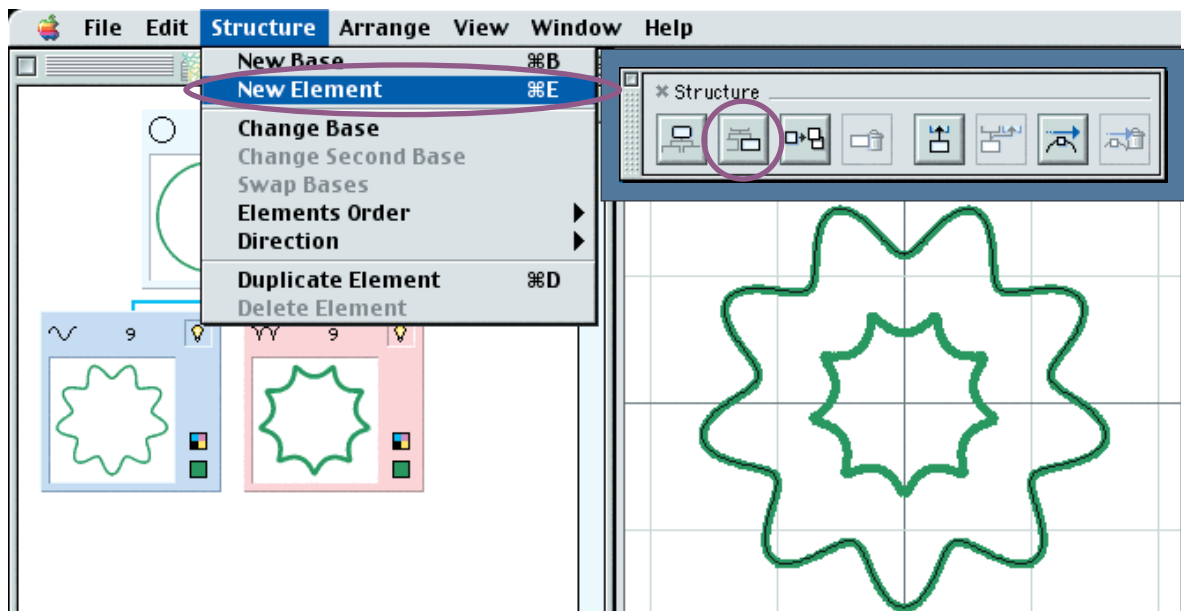 File Edit Structure Arrange View Window Help
New Base ⌘B
New Element ⌘E
Change Base
Change Second Base
Swap Bases
Elements Order
Direction
Duplicate Element ⌘D
Delete Element
Structure
9
9